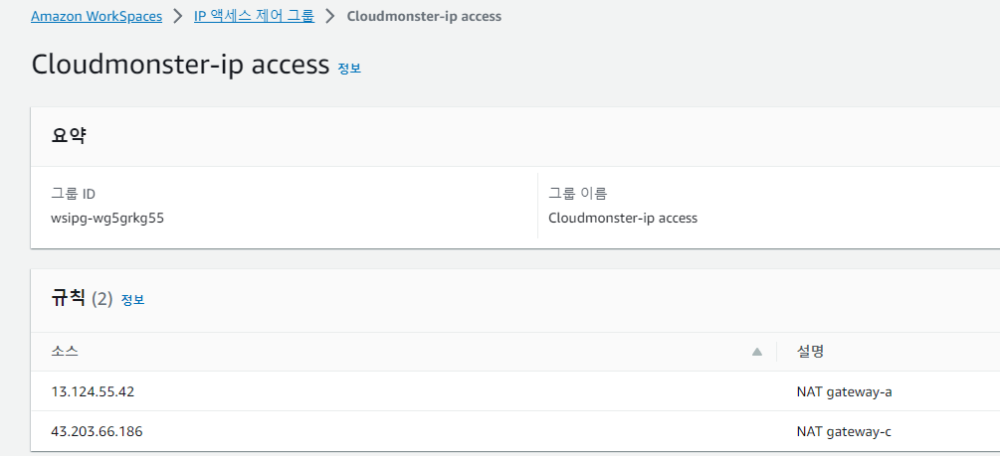 Amazon WorkSpaces > IP 액세스 제어 그룹 > Cloudmonster-ip access
Cloudmonster-ip access 정보
요약
그룹 ID 그룹 이름
wsipg-wg5grkg55 Cloudmonster-ip access
규칙 (2) 정보
소스 설명
13.124.55.42 NAT gateway-a
43.203.66.186 NAT gateway-c